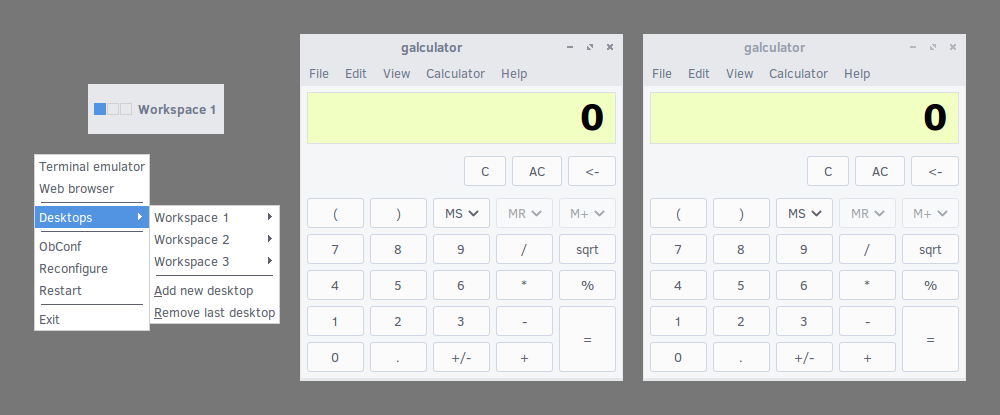 Workspace 1
Terminal emulator
Web browser
Desktops
ObConf
Reconfigure
Restart
Exit
Workspace 1
Workspace 2
Workspace 3
Add new desktop
Remove last desktop
galculator
File Edit View Calculator Help
0
C AC <-
( ) MS MR M+
7 8 9 / sqrt
4 5 6 * %
1 2 3 -
=
0 . +/- +
galculator
File Edit View Calculator Help
0
C AC <-
( ) MS MR M+
7 8 9 / sqrt
4 5 6 * %
1 2 3 -
=
0 . +/- +